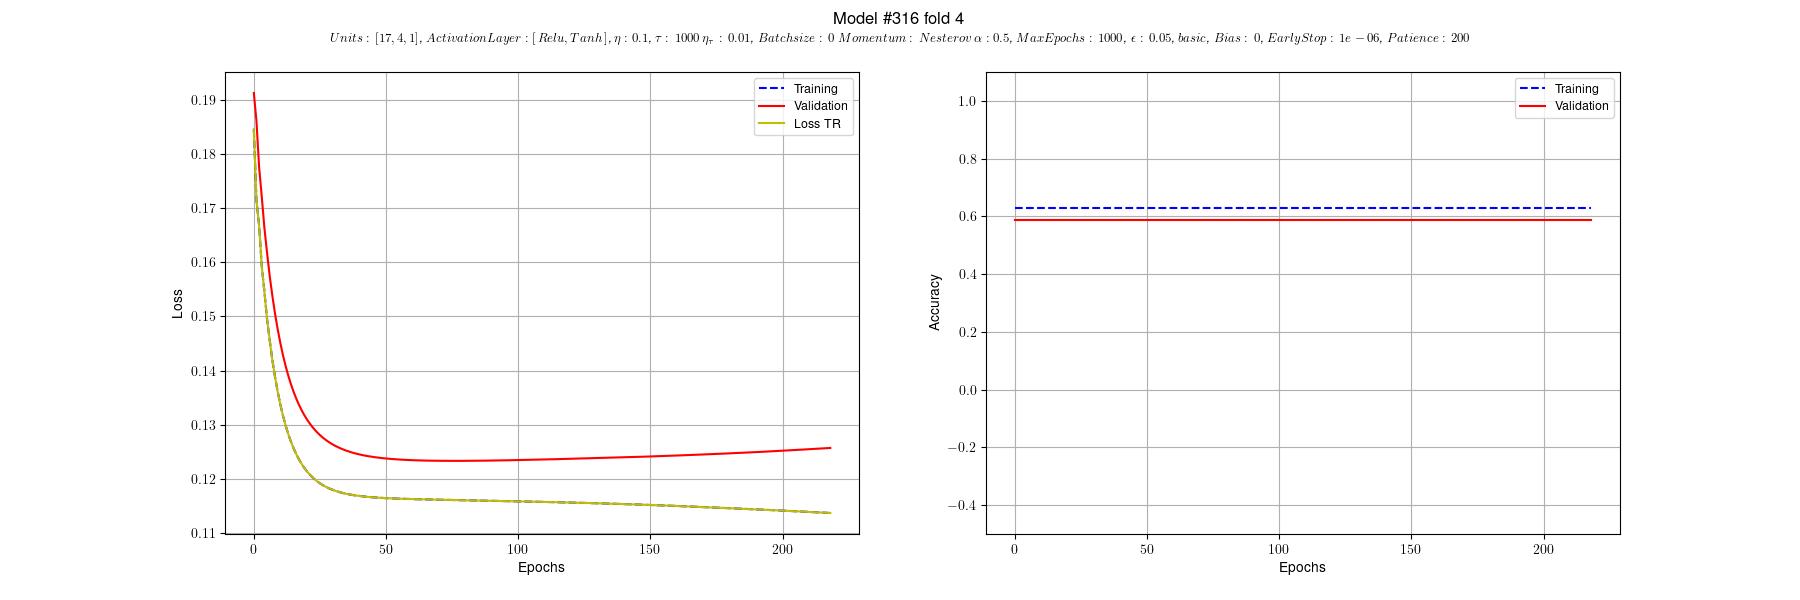 Model #316 fold 4
Units : [17, 4, 1], ActivationLayer : [Relu, Tanh], η : 0.1, τ : 1000 ητ : 0.01, Batchsize : 0 Momentum : Nesterov α : 0.5, MaxEpochs : 1000, ϵ : 0.05, basic, Bias : 0, EarlyStop : 1e − 06, Patience : 200
Training
Validation
Loss TR
0.19
0.18
0.17
0.16
0.15
0.14
0.13
0.12
0.11
Loss
0 50 100 150 200
Epochs
Training
Validation
1.0
0.8
0.6
0.4
0.2
0.0
−0.2
−0.4
Accuracy
0 50 100 150 200
Epochs